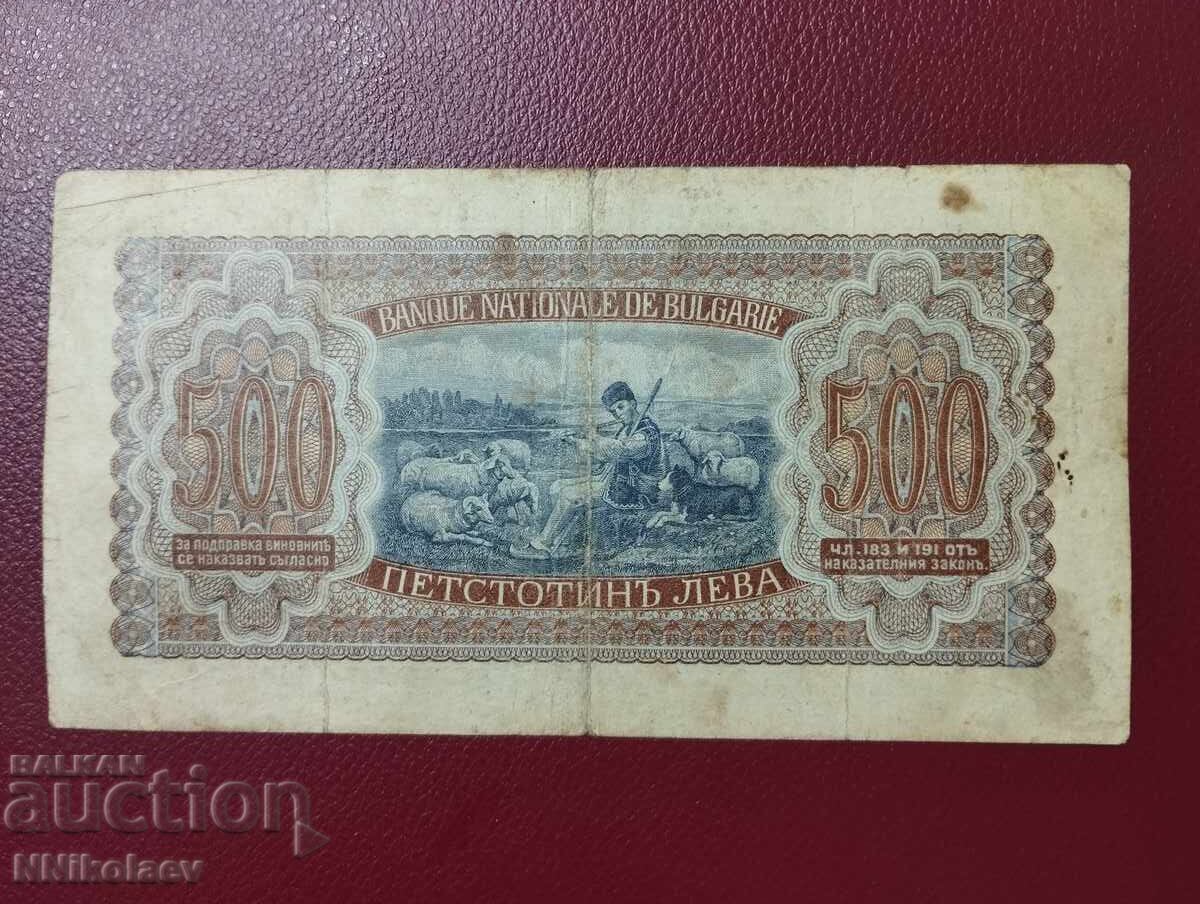 BANQUE NATIONALE DE BULGARIE
500
500
за подправка виновнитѣ
се наказватъ съгласно
чл. 183 и 191 отъ
наказателния законъ.
ПЕТСТОТИНЪ ЛЕВА
BALKAN
auction
NNikolaev